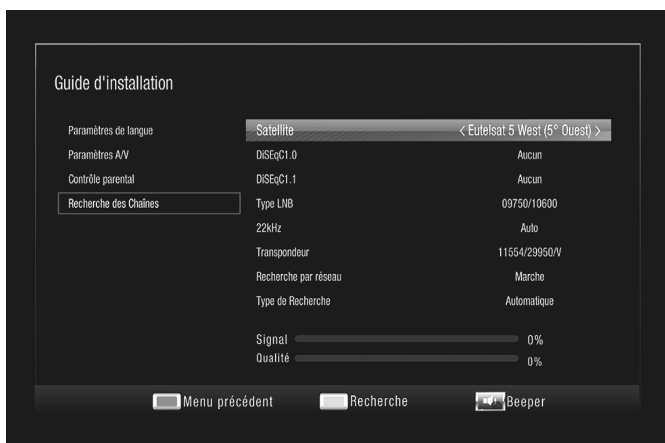 Guide d'installation
Paramètres de langue
Paramètres A/V
Contrôle parental
Recherche des Chaînes
Satellite < Eutelsat 5 West (5° Ouest) >
DiSEqC1.0 Aucun
DiSEqC1.1 Aucun
Type LNB 09750/10600
22kHz Auto
Transpondeur 11554/29950/V
Recherche par réseau Marche
Type de Recherche Automatique
Signal 0%
Qualité 0%
Menu précédent Recherche Beeper